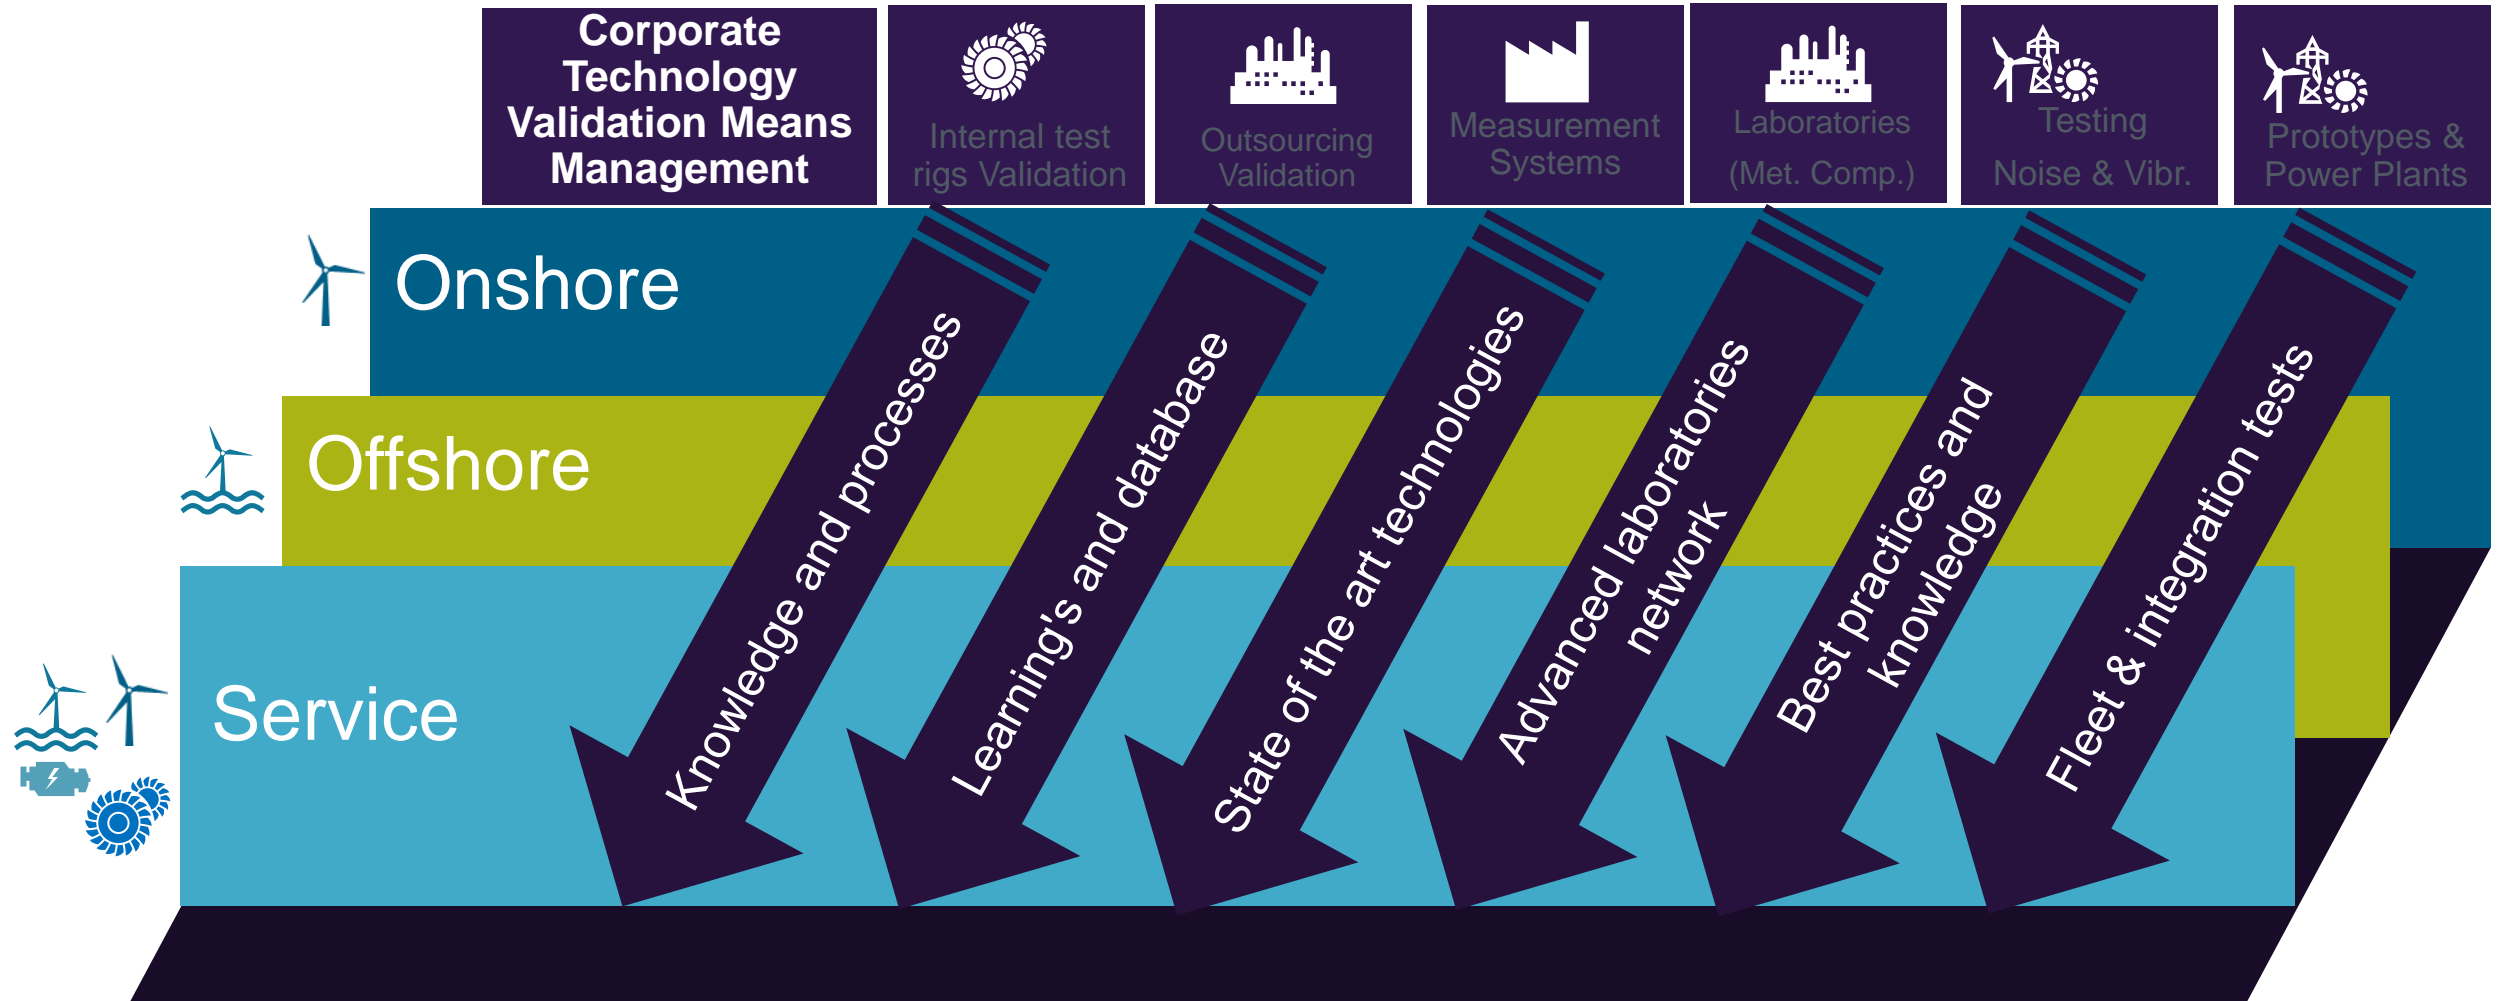 Corporate
Technology
Validation Means
Management
Internal test
rigs Validation
Outsourcing
Validation
Measurement
Systems
Laboratories
(Met. Comp.)
Testing
Noise & Vibr.
Prototypes &
Power Plants
Onshore
Offshore
Service
Knowledge and processes
Learning's and database
State of the art technologies
Advanced laboratories
network
Best practices and
knowledge
Fleet & integration tests